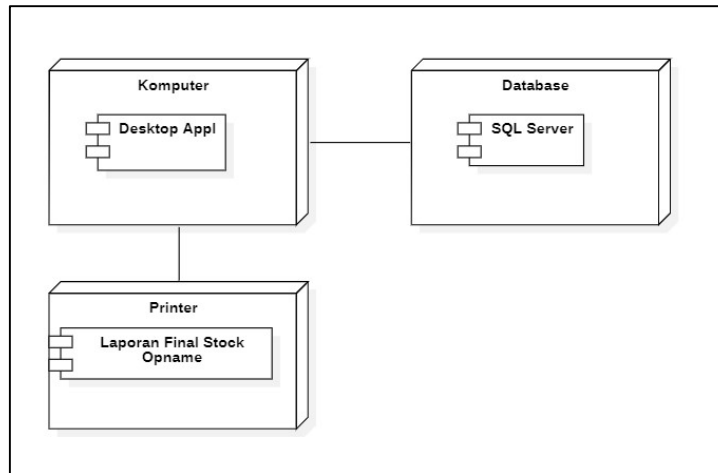 Komputer
Desktop Appl
Database
SQL Server
Printer
Laporan Final Stock
Opname